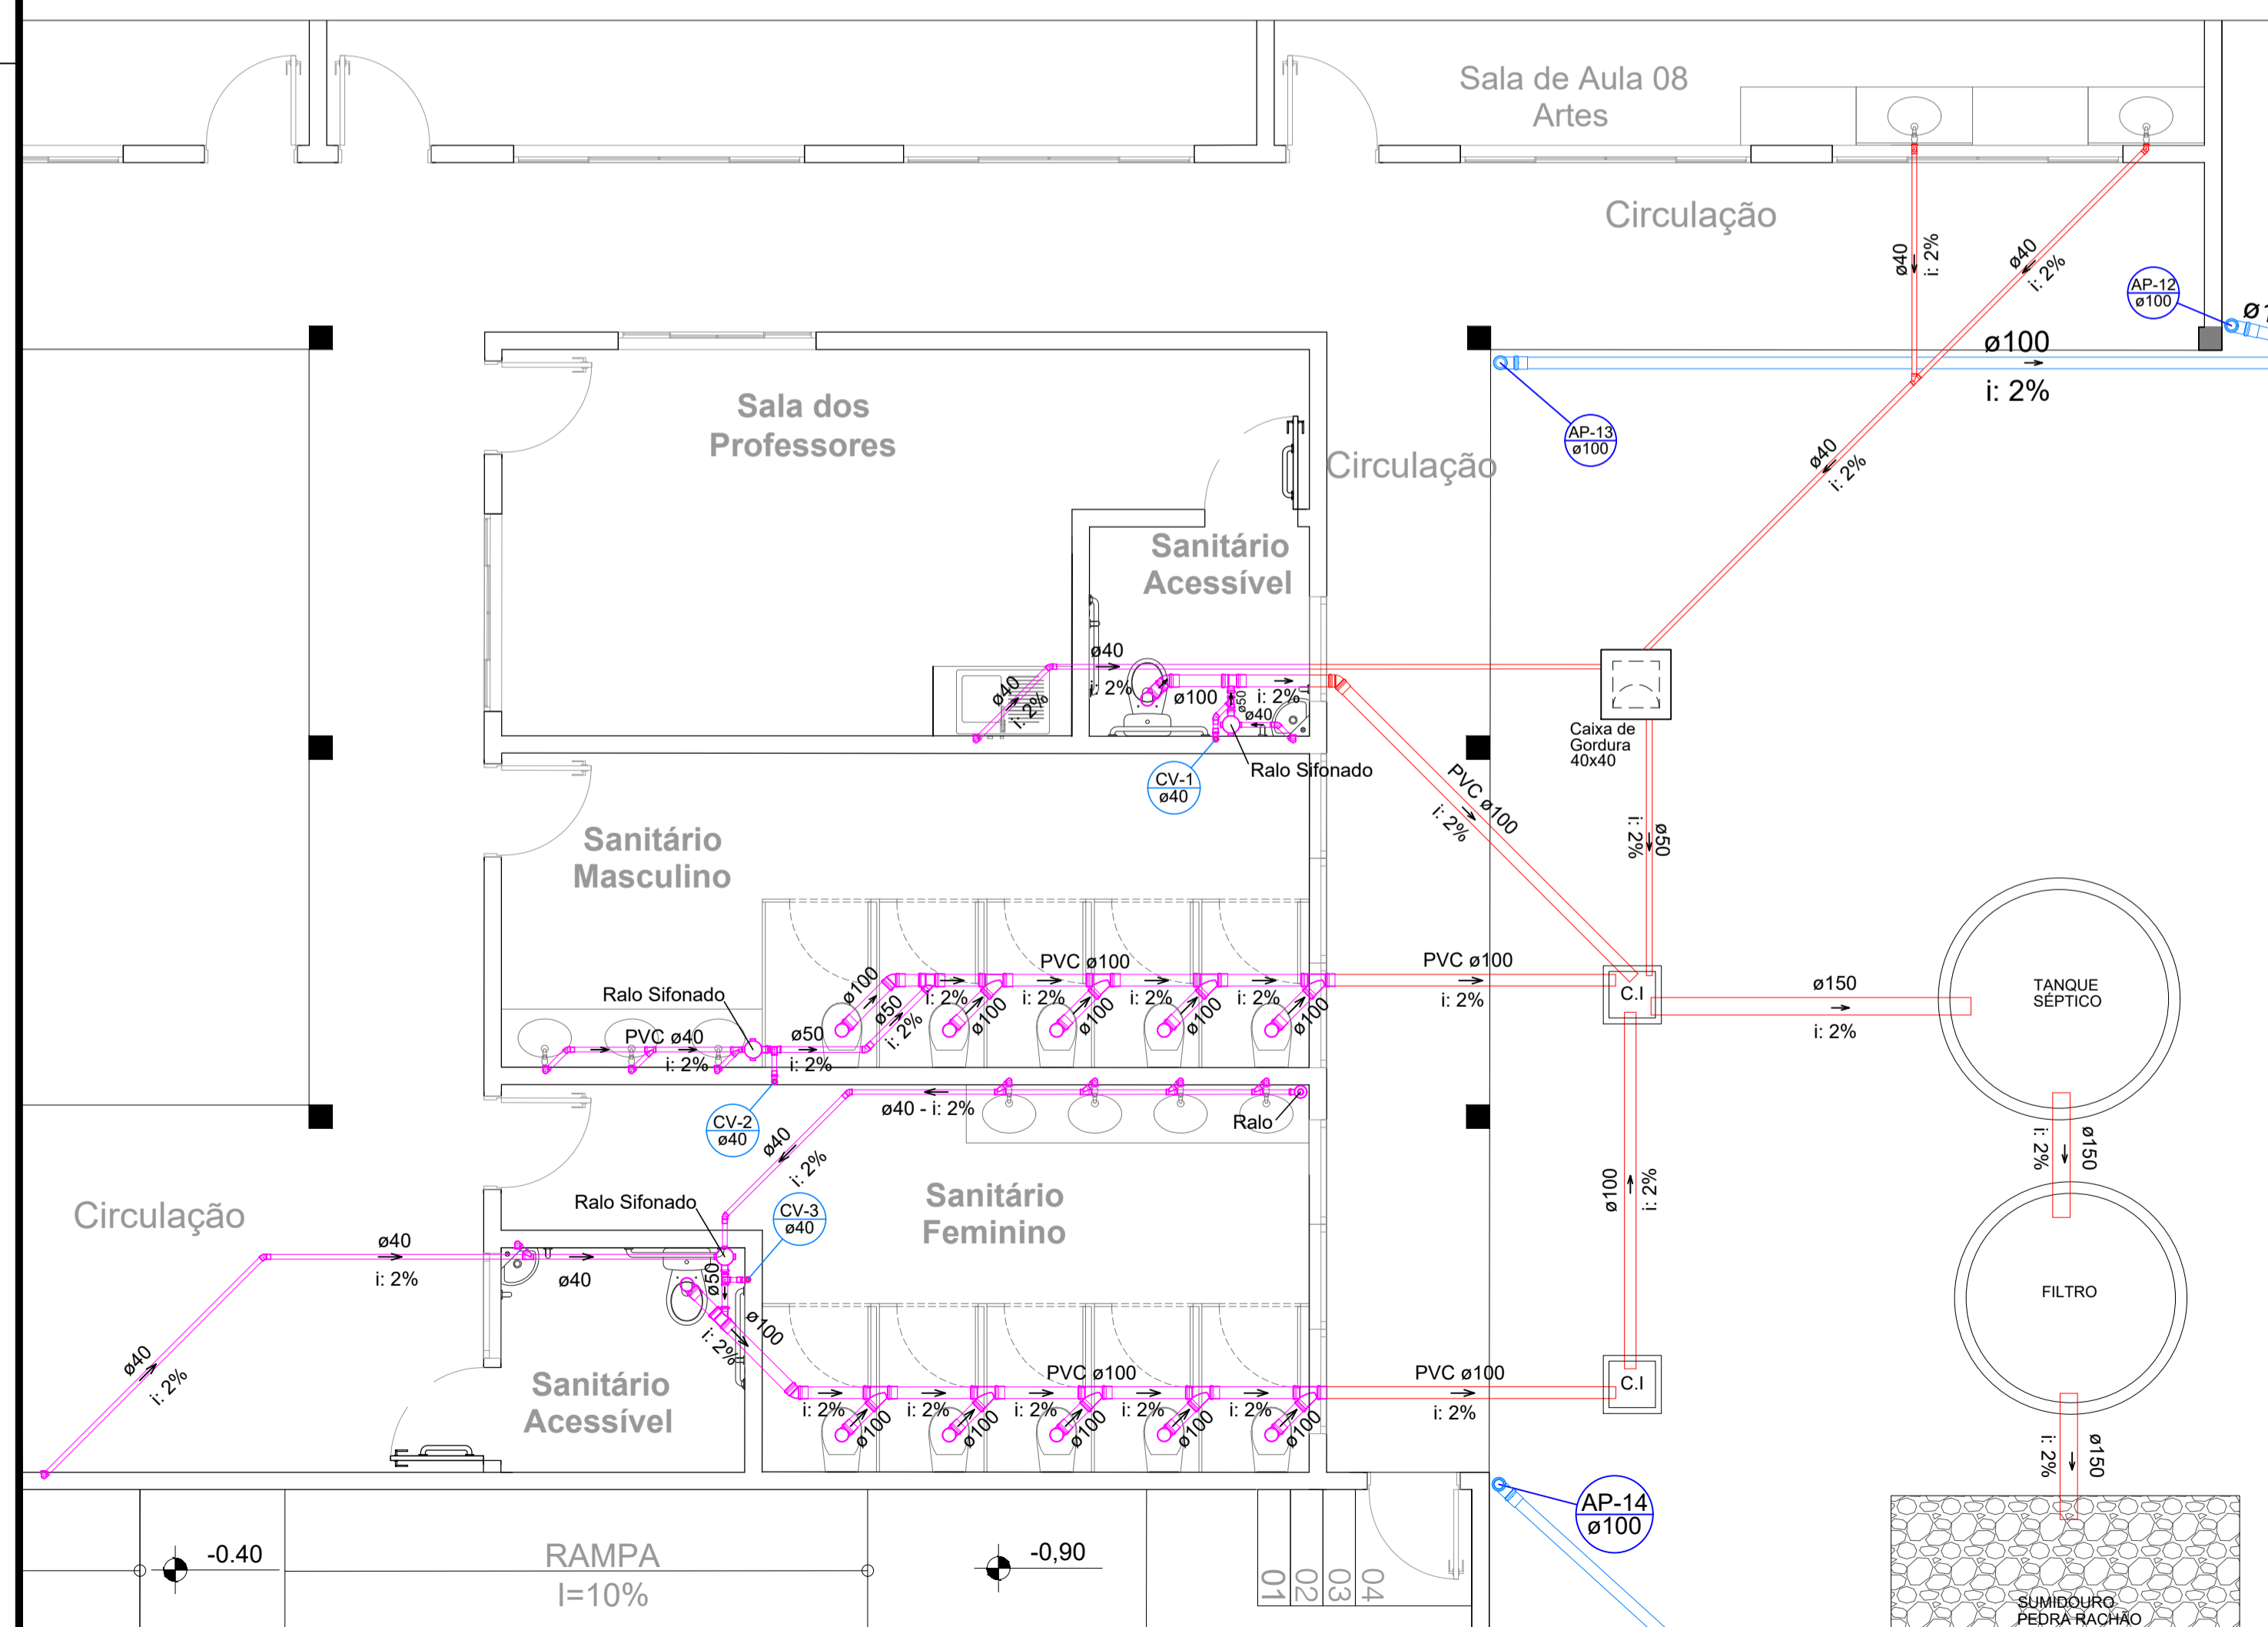 Sala de Aula 08
Artes
Circulação
ø40
i: 2%
ø40
i: 2%
AP-12
ø100
ø1
ø100
i: 2%
AP-13
ø100
ø40
i: 2%
Sala dos
Professores
Circulação
Sanitário
Acessível
ø40
i: 2%
ø40
i: 2%
ø100
ø50
i: 2%
ø40
Ralo Sifonado
CV-1
ø40
Caixa de
Gordura
40x40
PVC ø100
i: 2%
ø50
i: 2%
Sanitário
Masculino
ø100
ø50
i: 2%
PVC ø100
i: 2%
i: 2%
i: 2%
i: 2%
ø100
ø100
ø100
ø100
PVC ø100
i: 2%
C.I
ø150
i: 2%
TANQUE
SÉPTICO
Ralo Sifonado
PVC ø40
i: 2%
ø50
i: 2%
CV-2
ø40
ø40 - i: 2%
Ralo
ø40
i: 2%
ø150
i: 2%
Sanitário
Feminino
Ralo Sifonado
CV-3
ø40
ø100
i: 2%
Circulação
ø40
i: 2%
ø40
ø50
ø100
i: 2%
FILTRO
ø40
i: 2%
Sanitário
Acessível
PVC ø100
i: 2%
i: 2%
i: 2%
i: 2%
i: 2%
ø100
ø100
ø100
ø100
ø100
PVC ø100
i: 2%
C.I
ø150
i: 2%
AP-14
ø100
-0.40
RAMPA
I=10%
-0,90
01
02
03
04
SUMIDOURO
PEDRA RACHÃO